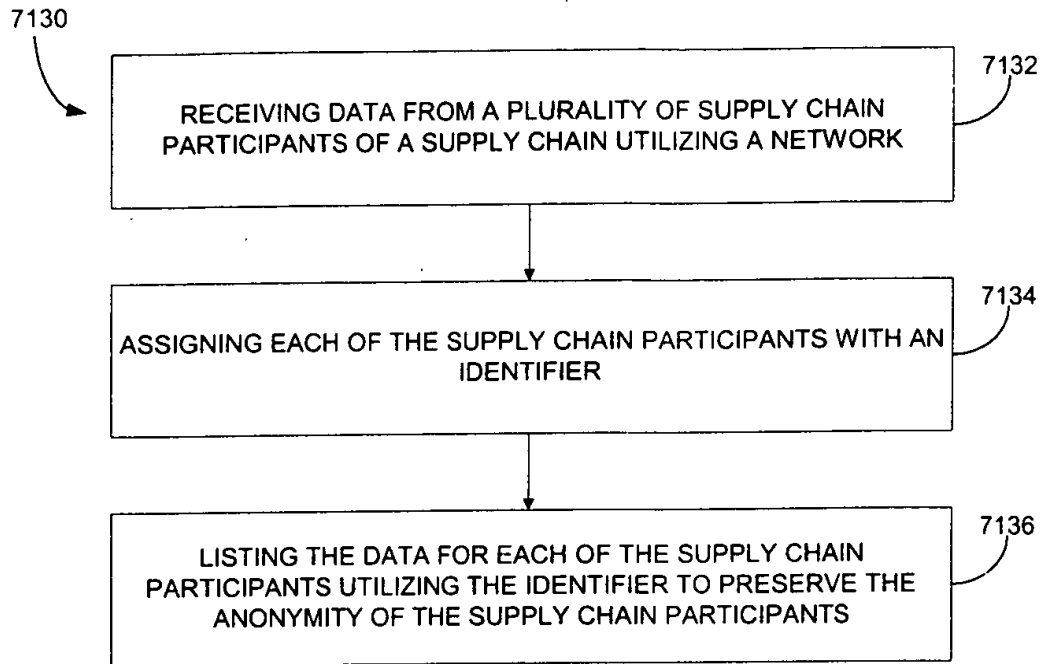 7130
7132
RECEIVING DATA FROM A PLURALITY OF SUPPLY CHAIN
PARTICIPANTS OF A SUPPLY CHAIN UTILIZING A NETWORK
7134
ASSIGNING EACH OF THE SUPPLY CHAIN PARTICIPANTS WITH AN
IDENTIFIER
7136
LISTING THE DATA FOR EACH OF THE SUPPLY CHAIN
PARTICIPANTS UTILIZING THE IDENTIFIER TO PRESERVE THE
ANONYMITY OF THE SUPPLY CHAIN PARTICIPANTS